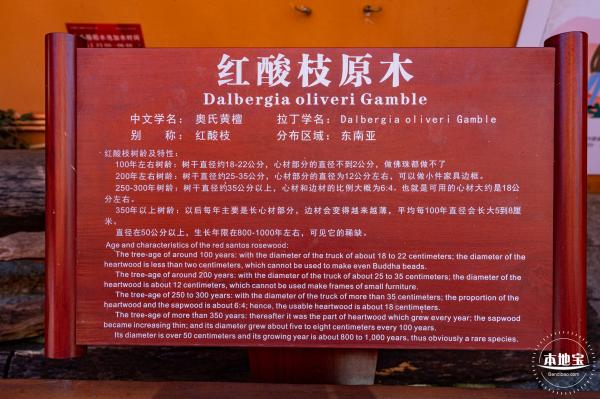 红酸枝原木
Dalbergia oliveri Gamble
中文学名： 奥氏黄檀 拉丁学名：Dalbergia oliveri Gamble
别 称： 红酸枝 分布区域： 东南亚
红酸枝树龄及特性：
100年左右树龄：树干直径约18-22公分，心材部分的直径不到2公分，做佛珠都做不了
200年左右树龄：树干直径约25-35公分，心材部分的直径为12公分左右，可以做小件家具边框。
250-300年树龄：树干直径约35公分以上，心材和边材的比例大概为6:4。也就是可用的心材大约是18公
分左右。
350年以上树龄：以后每年主要是长心材部分，边材会变得越来越薄，平均每100年直径会长大5到8厘
米。
直径在50公分以上，生长年限在800-1000年左右，可见它的稀缺。
Age and characteristics of the red santos rosewood:
The tree-age of around 100 years: with the diameter of the truck of about 18 to 22 centimeters; the diameter of the
heartwood is less than two centimeters, which cannot be used to make even Buddha beads.
The tree-age of around 200 years: with the diameter of the truck of about 25 to 35 centimeters; the diameter of the
heartwood is about 12 centimeters, which cannot be used make frames of small furniture.
The tree-age of 250 to 300 years: with the diameter of the truck of more than 35 centimeters; the proportion of the
heartwood and the sapwood is about 6:4; hence, the usable heartwood is about 18 centimeters.
The tree-age of more than 350 years: thereafter it was the part of heartwood which grew every year; the sapwood
became increasing thin; and its diameter grew about five to eight centimeters every 100 years.
Its diameter is over 50 centimeters and its growing year is about 800 to 1,000 years, thus obviously a rare species.
本地宝
Bendibao.com